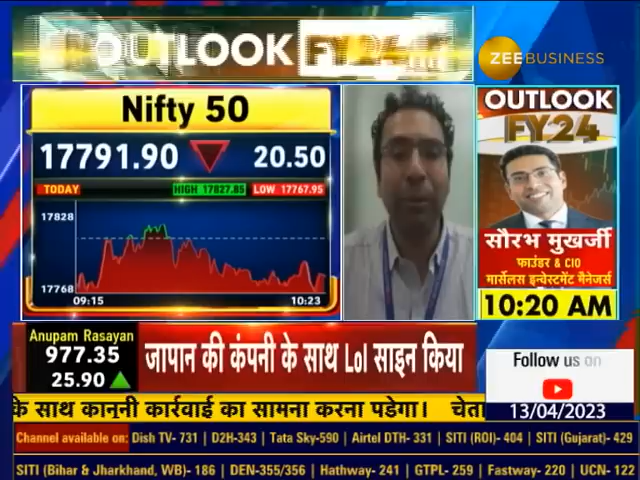 OUTLOOK FY24
ZEE BUSINESS
Nifty 50
17791.90 20.50
TODAY HIGH 17827.85 LOW 17767.95
17828
17768
09:15 10:23
OUTLOOK
FY24
सौरभ मुखर्जी
फाउंडर & CIO
मार्सेलस इन्वेस्टमेंट मैनेजर्स
10:20 AM
Anupam Rasayan
977.35
25.90
जापान की कंपनी के साथ LoI साइन किया
Follow us on
के साथ कानूनी कार्रवाई का सामना करना पड़ेगा। चेता
13/04/2023
Channel available on: Dish TV- 731 | D2H-343 | Tata Sky-590 | Airtel DTH- 331 | SITI (ROI)- 404 | SITI (Gujarat)- 429
SITI (Bihar & Jharkhand, WB)- 186 | DEN-355/356 | Hathway- 241 | GTPL- 259 | Fastway- 220 | UCN- 122